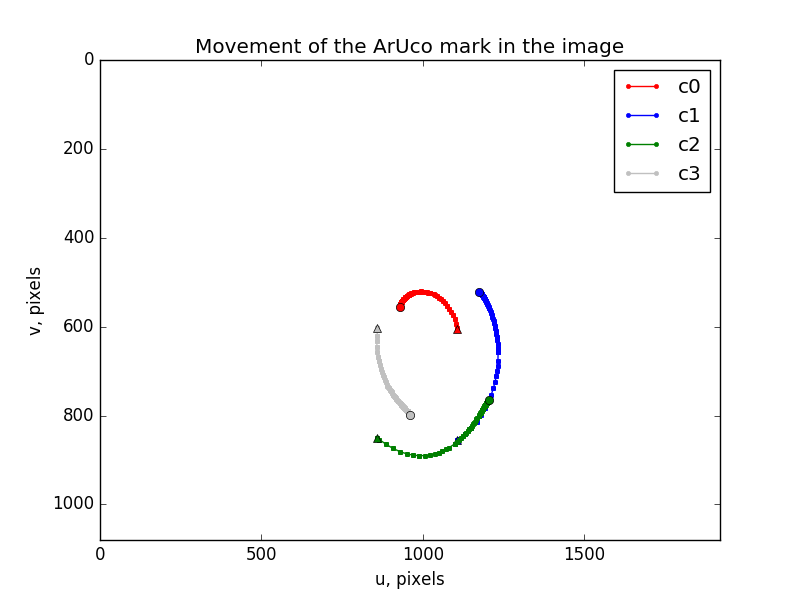 Movement of the ArUco mark in the image
c0
c1
c2
c3
v, pixels
0
200
400
600
800
1000
0
500
1000
1500
u, pixels